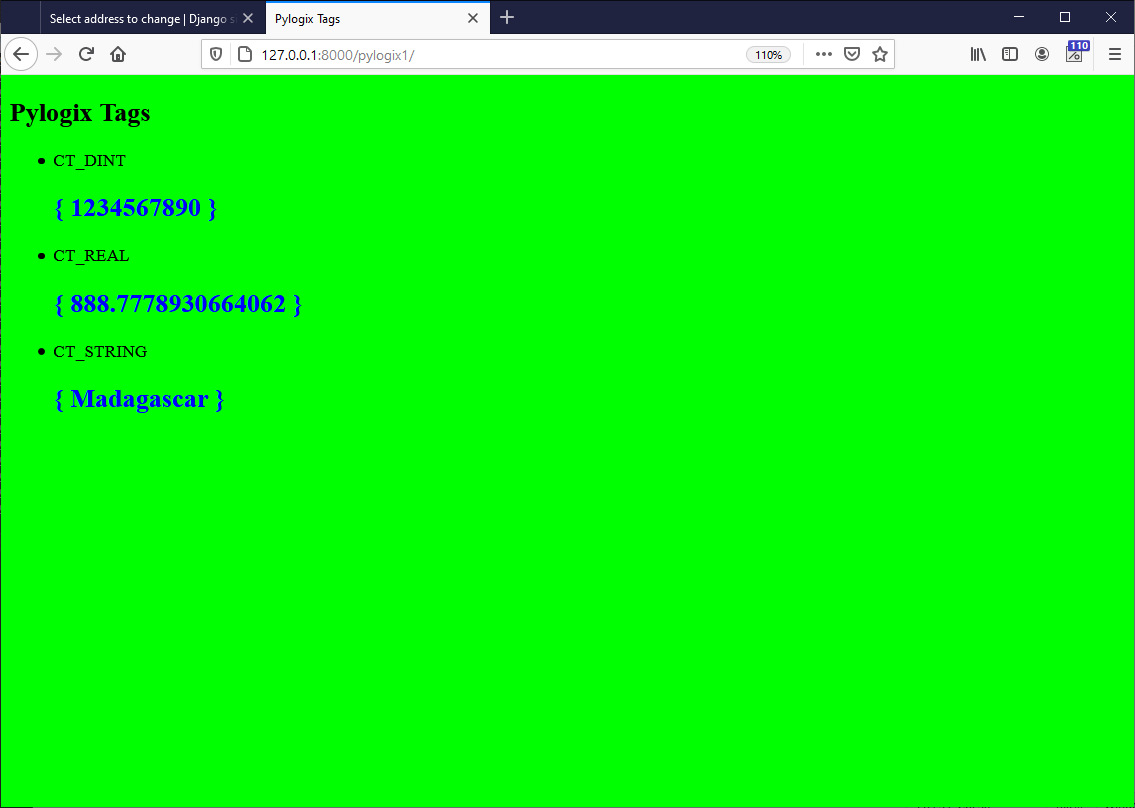 Select address to change | Django s
Pylogix Tags
127.0.0.1:8000/pylogix1/
110%
110
Pylogix Tags
CT_DINT
{ 1234567890 }
CT_REAL
{ 888.7778930664062 }
CT_STRING
{ Madagascar }